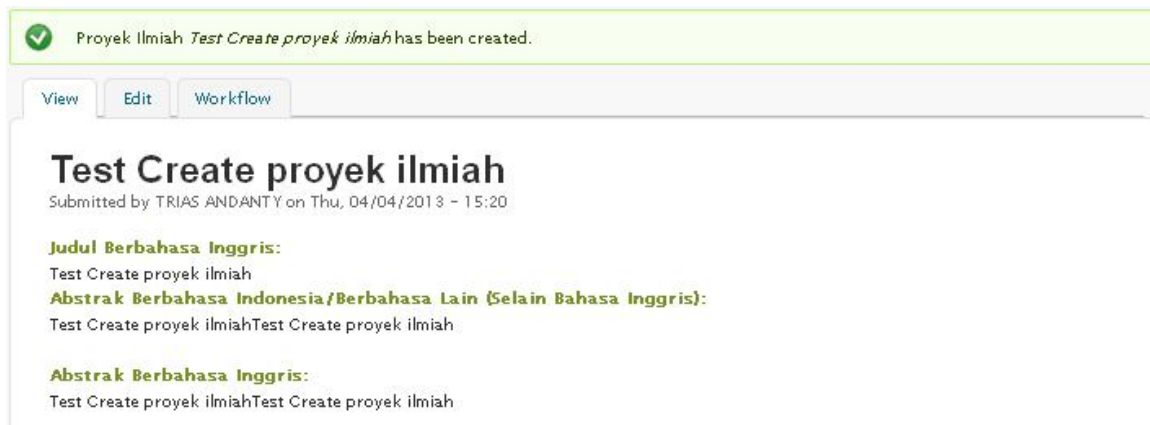 Proyek Ilmiah Test Create proyek ilmiah has been created.
View Edit Workflow
Test Create proyek ilmiah
Submitted by TRIAS ANDANTY on Thu, 04/04/2013 - 15:20
Judul Berbahasa Inggris:
Test Create proyek ilmiah
Abstrak Berbahasa Indonesia/Berbahasa Lain (Selain Bahasa Inggris):
Test Create proyek ilmiahTest Create proyek ilmiah
Abstrak Berbahasa Inggris:
Test Create proyek ilmiahTest Create proyek ilmiah